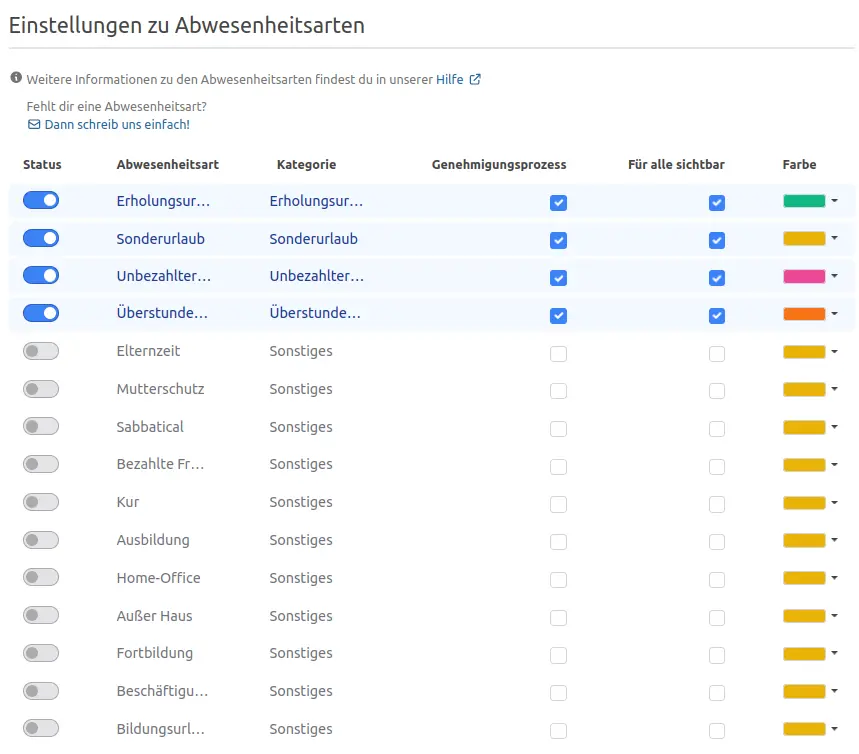 Einstellungen zu Abwesenheitsarten
Weitere Informationen zu den Abwesenheitsarten findest du in unserer Hilfe
Fehlt dir eine Abwesenheitsart?
Dann schreib uns einfach!
Status Abwesenheitsart Kategorie Genehmigungsprozess Für alle sichtbar Farbe
Erholungsur... Erholungsur...
Sonderurlaub Sonderurlaub
Unbezahlter... Unbezahlter...
Überstunde... Überstunde...
Elternzeit Sonstiges
Mutterschutz Sonstiges
Sabbatical Sonstiges
Bezahlte Fr... Sonstiges
Kur Sonstiges
Ausbildung Sonstiges
Home-Office Sonstiges
Außer Haus Sonstiges
Fortbildung Sonstiges
Beschäftigu... Sonstiges
Bildungsurl... Sonstiges